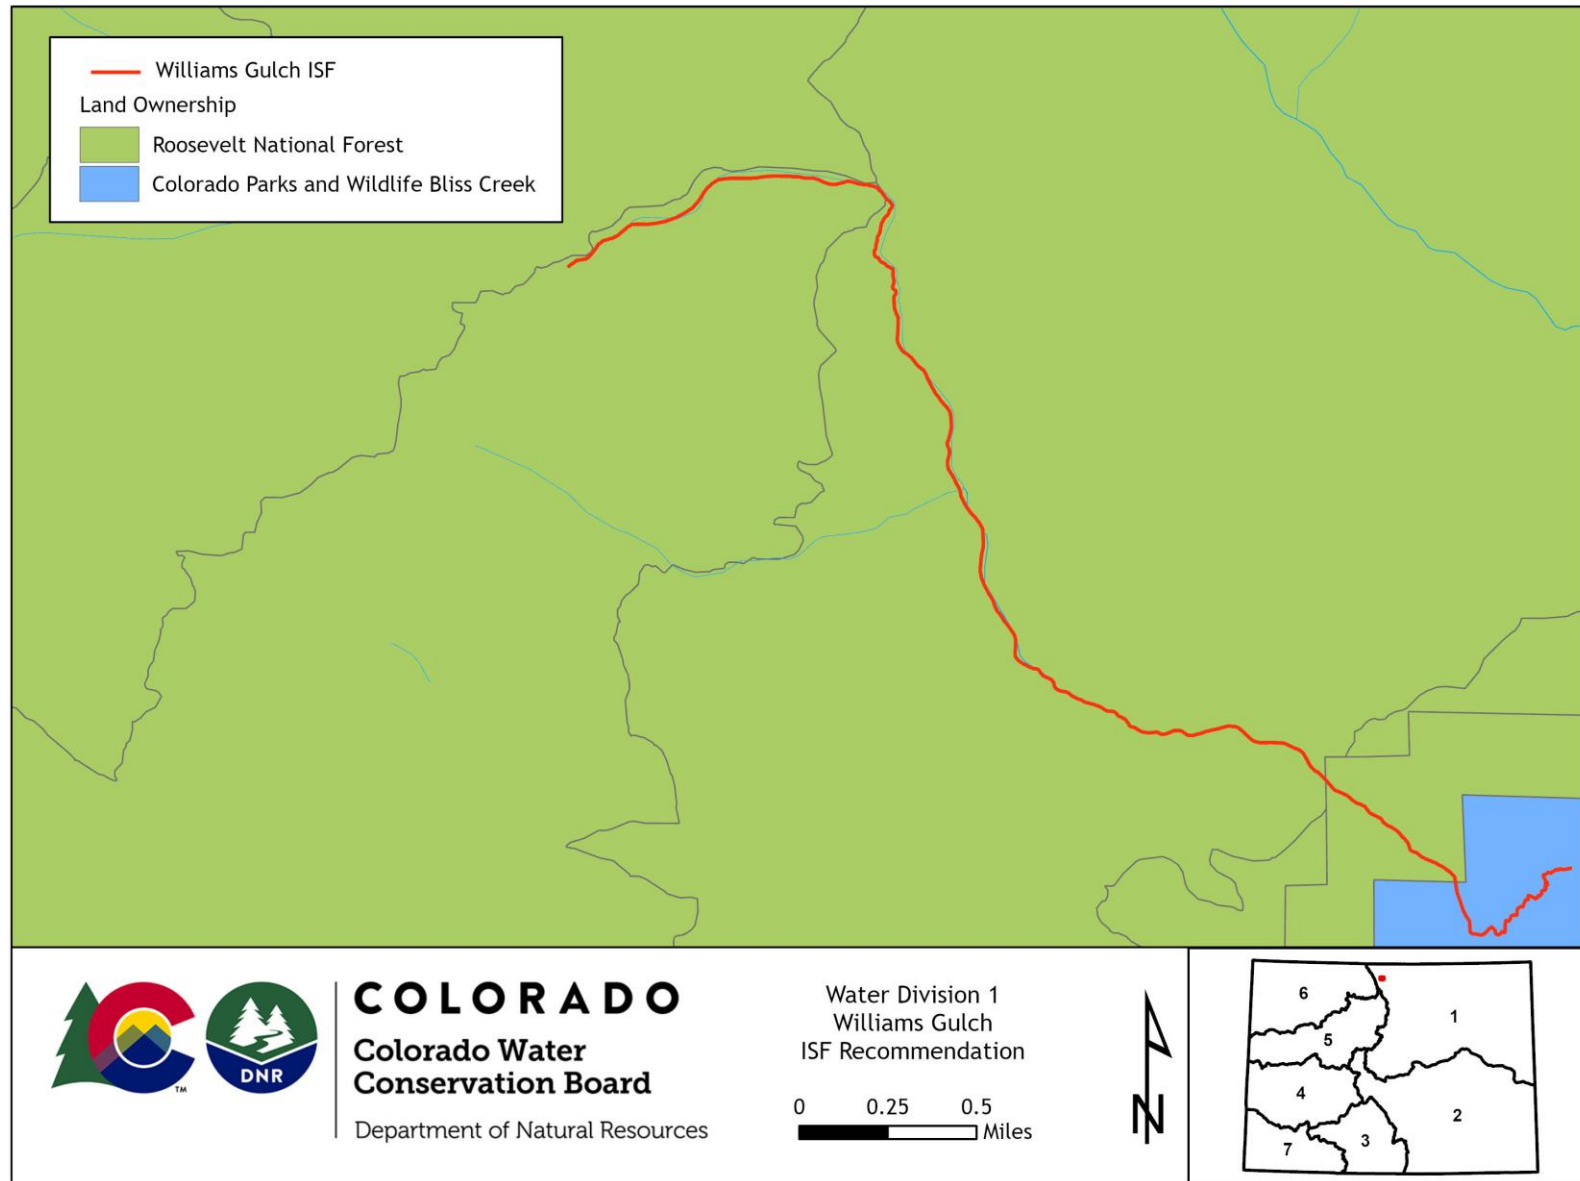 Williams Gulch ISF
Land Ownership
Roosevelt National Forest
Colorado Parks and Wildlife Bliss Creek
DNR
TM
COLORADO
Colorado Water
Conservation Board
Department of Natural Resources
Water Division 1
Williams Gulch
ISF Recommendation
0 0.25 0.5
Miles
N
6
1
5
4
2
3
7